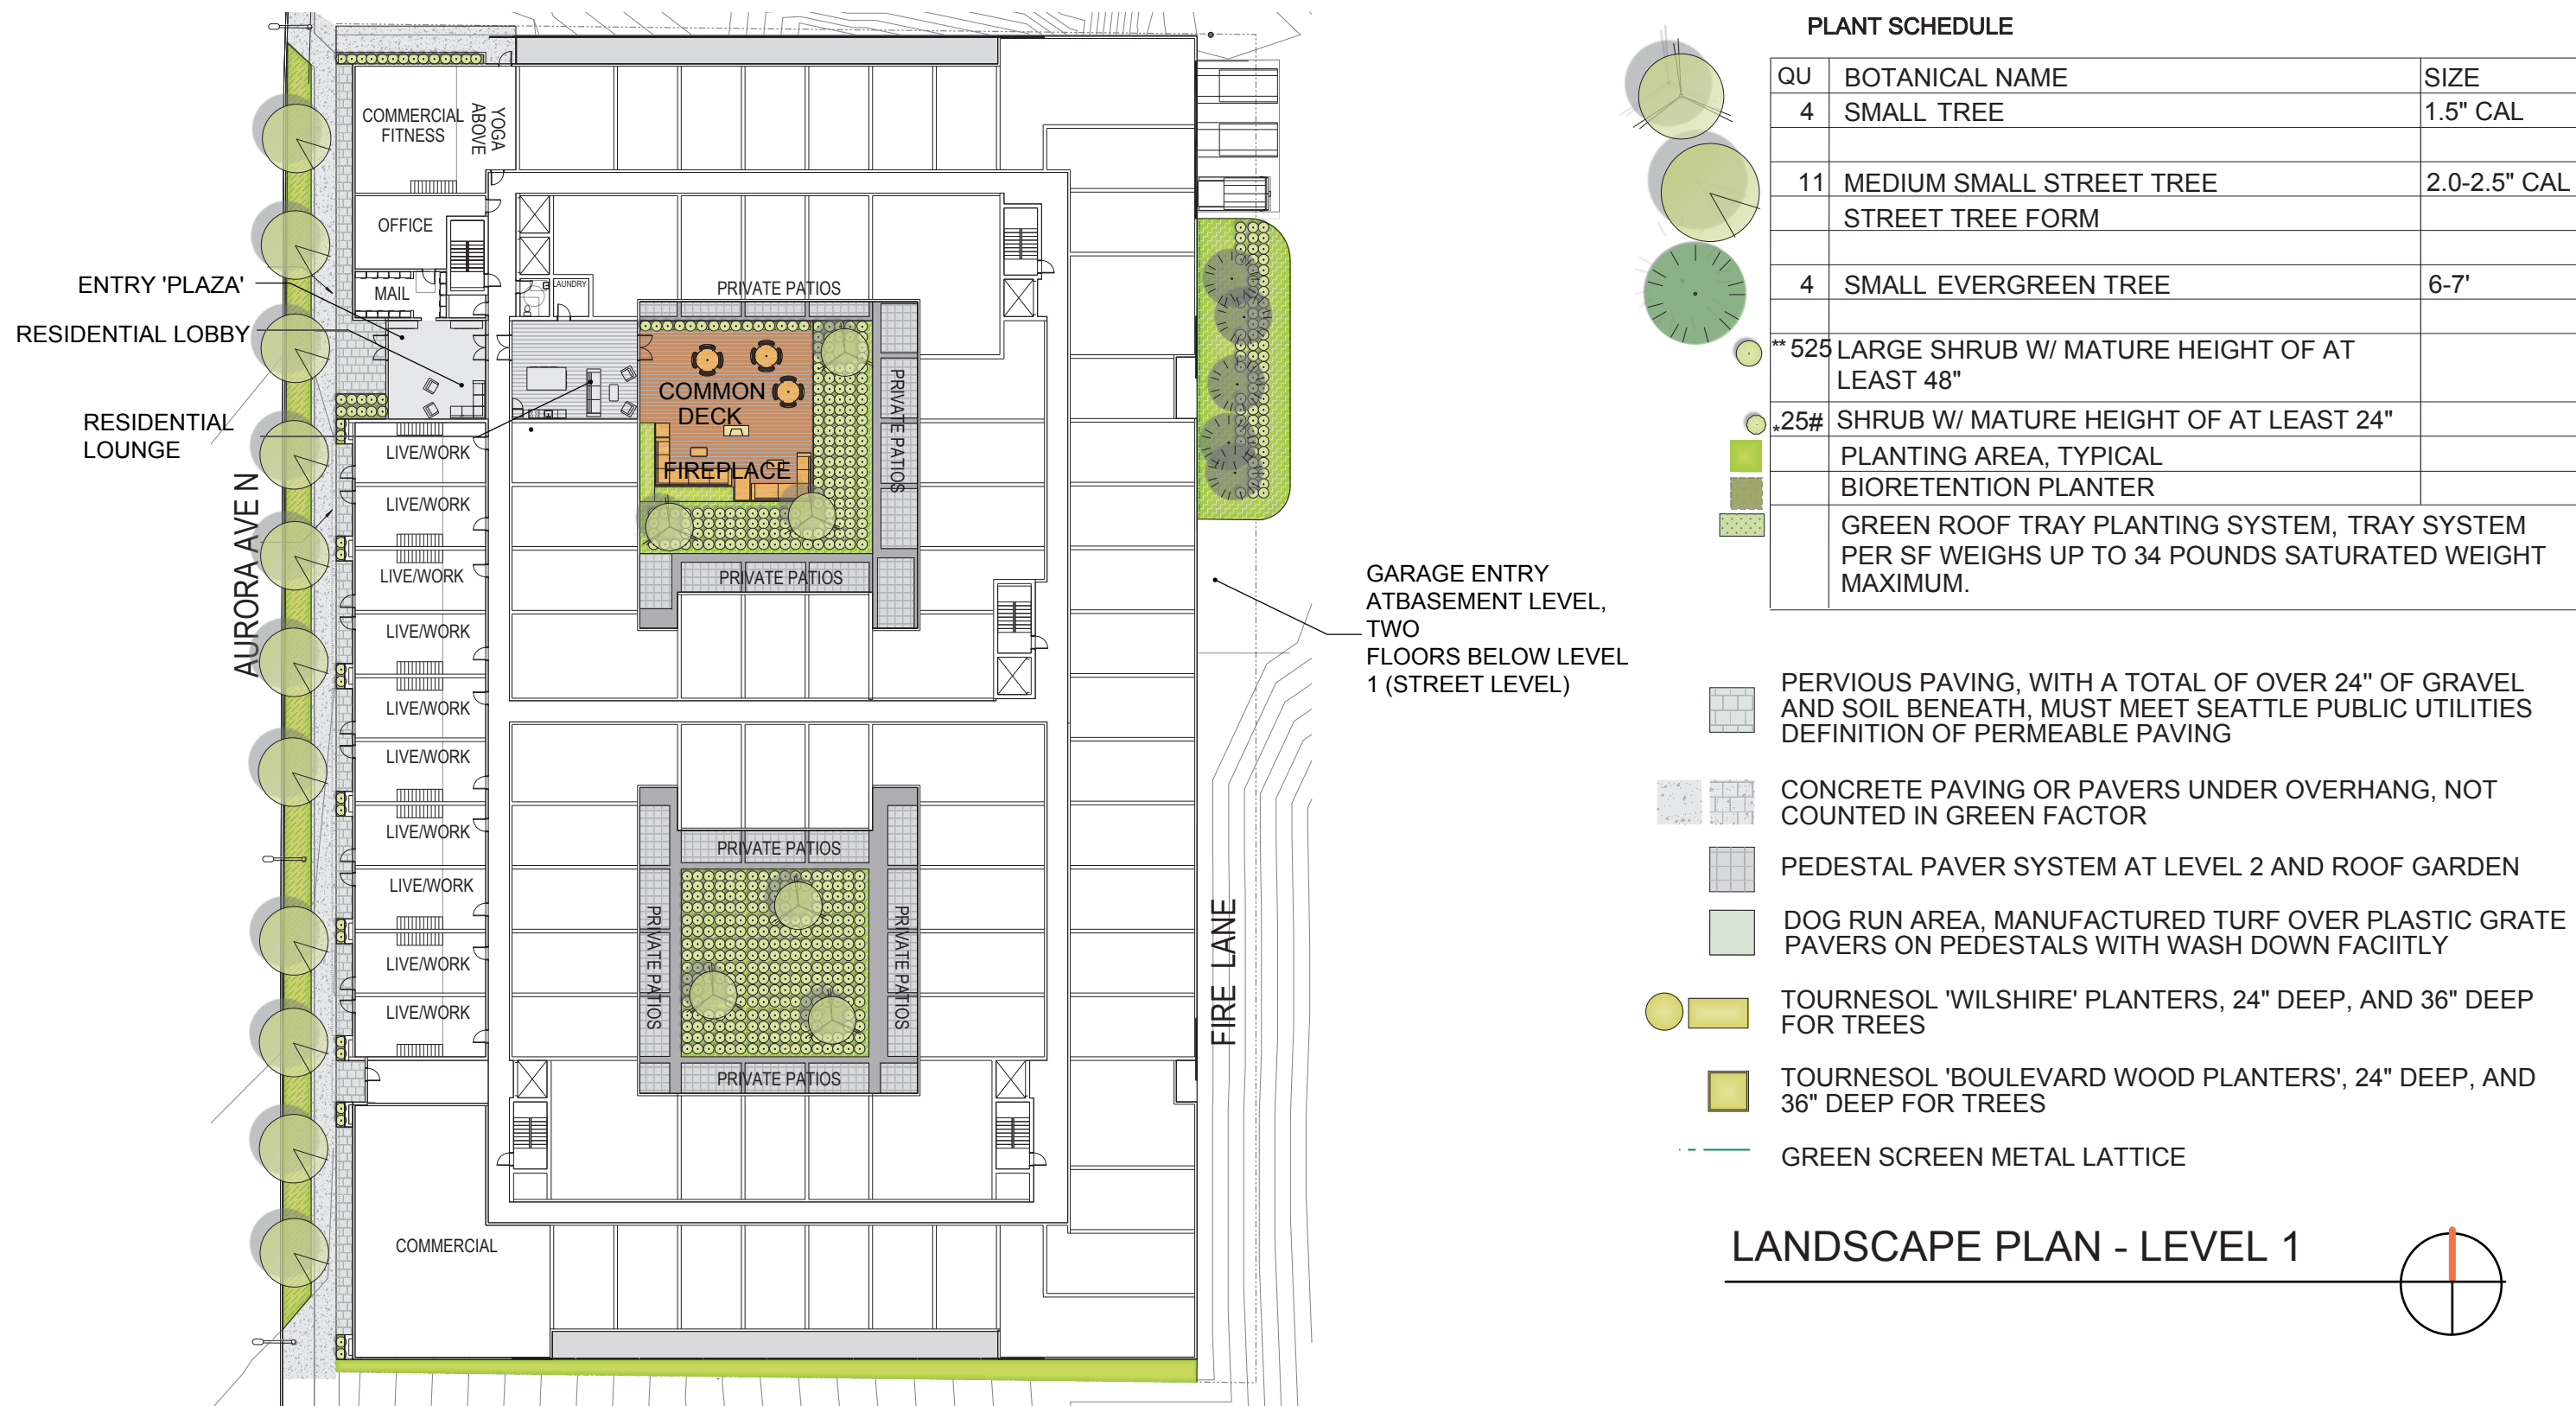 COMMERCIAL
FITNESS
YOGA
ABOVE
OFFICE
MAIL
LAUNDRY
ENTRY 'PLAZA'
RESIDENTIAL LOBBY
RESIDENTIAL
LOUNGE
AURORA AVE N
PRIVATE PATIOS
COMMON
DECK
FIREPLACE
PRIVATE PATIOS
PRIVATE PATIOS
LIVE/WORK
LIVE/WORK
LIVE/WORK
LIVE/WORK
LIVE/WORK
LIVE/WORK
LIVE/WORK
LIVE/WORK
LIVE/WORK
LIVE/WORK
PRIVATE PATIOS
PRIVATE PATIOS
PRIVATE PATIOS
PRIVATE PATIOS
COMMERCIAL
FIRE LANE
GARAGE ENTRY
ATBASEMENT LEVEL,
TWO
FLOORS BELOW LEVEL
1 (STREET LEVEL)
PLANT SCHEDULE
QU BOTANICAL NAME SIZE
4 SMALL TREE 1.5" CAL
11 MEDIUM SMALL STREET TREE 2.0-2.5" CAL
STREET TREE FORM
4 SMALL EVERGREEN TREE 6-7'
** 525 LARGE SHRUB W/ MATURE HEIGHT OF AT
LEAST 48"
*25# SHRUB W/ MATURE HEIGHT OF AT LEAST 24"
PLANTING AREA, TYPICAL
BIORETENTION PLANTER
GREEN ROOF TRAY PLANTING SYSTEM, TRAY SYSTEM
PER SF WEIGHS UP TO 34 POUNDS SATURATED WEIGHT
MAXIMUM.
PERVIOUS PAVING, WITH A TOTAL OF OVER 24" OF GRAVEL
AND SOIL BENEATH, MUST MEET SEATTLE PUBLIC UTILITIES
DEFINITION OF PERMEABLE PAVING
CONCRETE PAVING OR PAVERS UNDER OVERHANG, NOT
COUNTED IN GREEN FACTOR
PEDESTAL PAVER SYSTEM AT LEVEL 2 AND ROOF GARDEN
DOG RUN AREA, MANUFACTURED TURF OVER PLASTIC GRATE
PAVERS ON PEDESTALS WITH WASH DOWN FACIITLY
TOURNESOL 'WILSHIRE' PLANTERS, 24" DEEP, AND 36" DEEP
FOR TREES
TOURNESOL 'BOULEVARD WOOD PLANTERS', 24" DEEP, AND
36" DEEP FOR TREES
GREEN SCREEN METAL LATTICE
LANDSCAPE PLAN - LEVEL 1